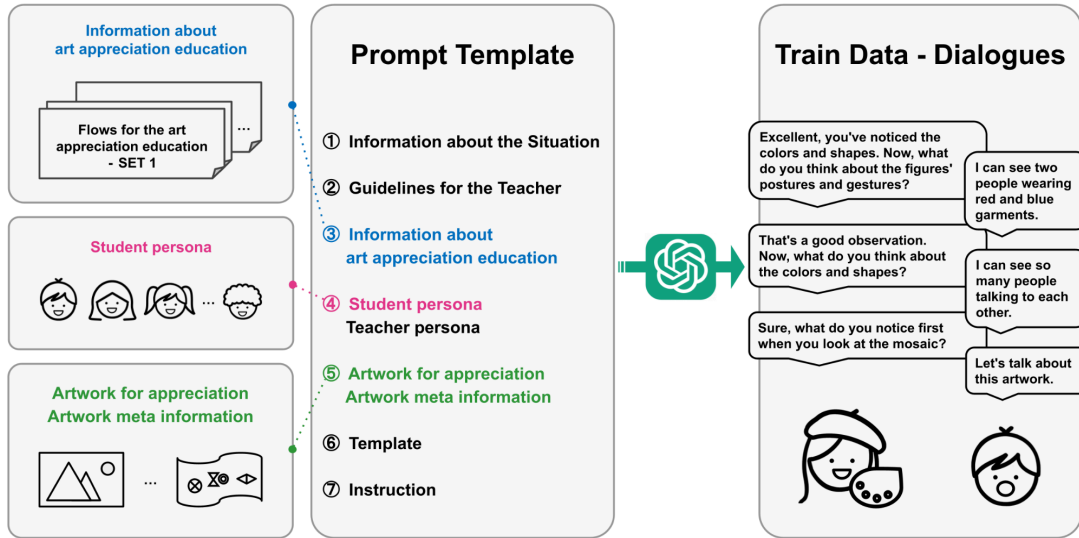 Information about
art appreciation education
Flows for the art
appreciation education
- SET 1
...
Student persona
...
Artwork for appreciation
Artwork meta information
...
Prompt Template
① Information about the Situation
② Guidelines for the Teacher
③ Information about
art appreciation education
④ Student persona
Teacher persona
⑤ Artwork for appreciation
Artwork meta information
⑥ Template
⑦ Instruction
Train Data - Dialogues
Excellent, you've noticed the
colors and shapes. Now, what
do you think about the figures'
postures and gestures?
I can see two
people wearing
red and blue
garments.
That's a good observation.
Now, what do you think about
the colors and shapes?
I can see so
many people
talking to each
other.
Sure, what do you notice first
when you look at the mosaic?
Let's talk about
this artwork.